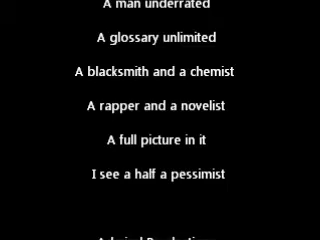 A man underrated
A glossary unlimited
A blacksmith and a chemist
A rapper and a novelist
A full picture in it
I see a half a pessimist